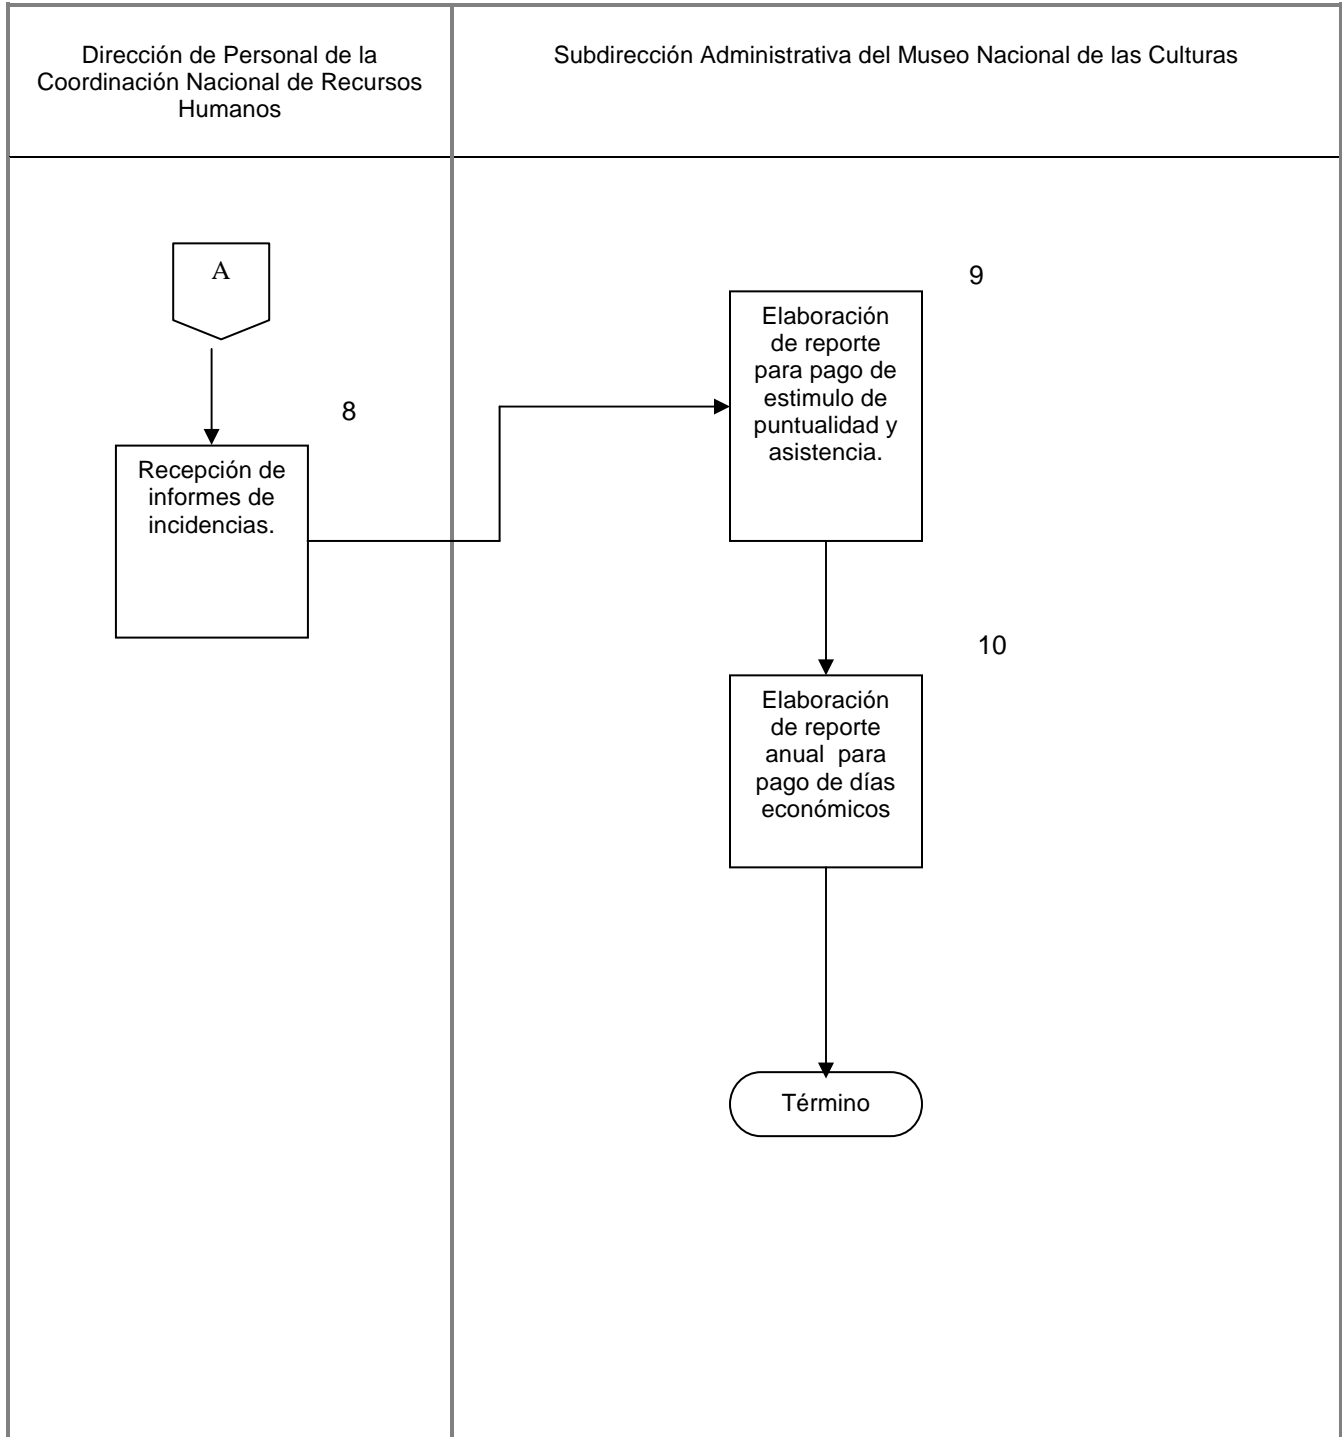 Dirección de Personal de la
Coordinación Nacional de Recursos
Humanos
Subdirección Administrativa del Museo Nacional de las Culturas
A
8
Recepción de
informes de
incidencias.
9
Elaboración
de reporte
para pago de
estimulo de
puntualidad y
asistencia.
10
Elaboración
de reporte
anual  para
pago de días
económicos
Término